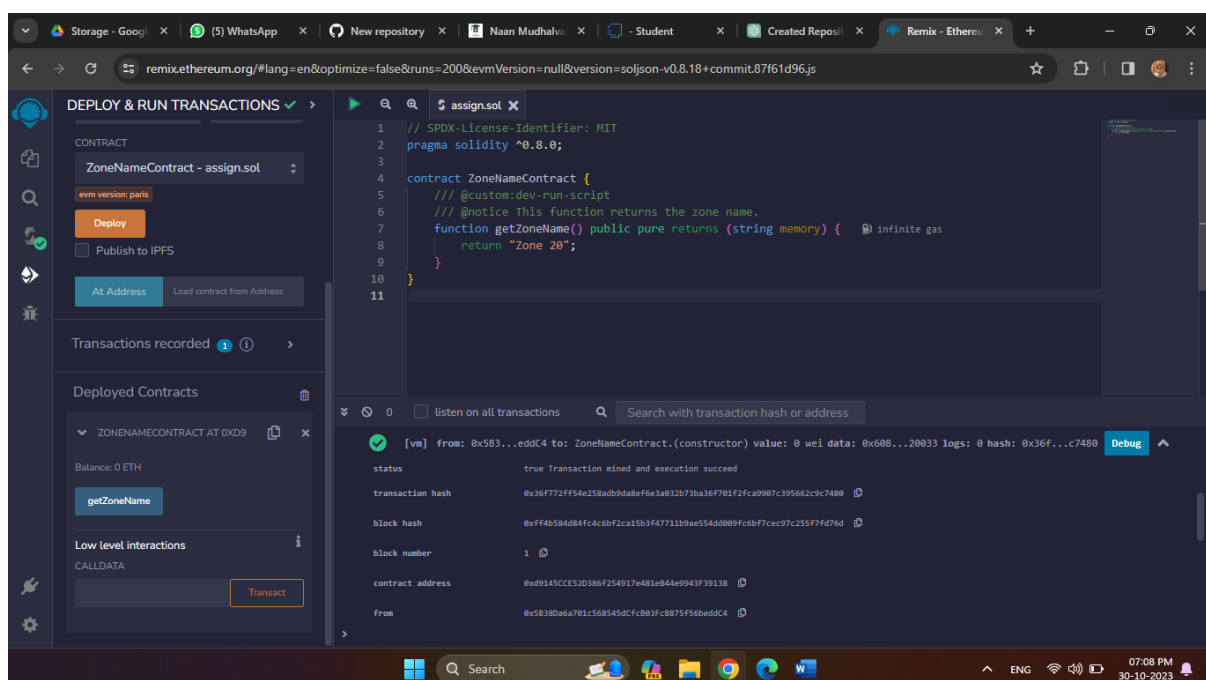 Storage - Googl
(5) WhatsApp
New repository
Naan Mudhalva
- Student
Created Reposit
Remix - Ethereu
remix.ethereum.org/#lang=en&optimize=false&runs=200&evmVersion=null&version=soljson-v0.8.18+commit.87f61d96.js
DEPLOY & RUN TRANSACTIONS
CONTRACT
ZoneNameContract - assign.sol
evm version: paris
Deploy
Publish to IPFS
At Address
Load contract from Address
Transactions recorded 1 i
Deployed Contracts
ZONENAMECONTRACT AT 0XD9
Balance: 0 ETH
getZoneName
Low level interactions
CALLDATA
Transact
assign.sol
1 // SPDX-License-Identifier: MIT
2 pragma solidity ^0.8.0;
3
4 contract ZoneNameContract {
5 /// @custom:dev-run-script
6 /// @notice This function returns the zone name.
7 function getZoneName() public pure returns (string memory) { infinite gas
8 return "Zone 20";
9 }
10 }
11
0 listen on all transactions Search with transaction hash or address
[vm] from: 0x5B3...eddC4 to: ZoneNameContract.(constructor) value: 0 wei data: 0x608...20033 logs: 0 hash: 0x36f...c7480 Debug
status true Transaction mined and execution succeed
transaction hash 0x36f772ff54e258adb9da8ef6e3a032b73ba36f701f2fca9907c395662c9c7480
block hash 0xff4b584d84fc4c6bf2ca15b3f47711b9ae554dd009fc6bf7cec97c255f7fd76d
block number 1
contract address 0xd9145CCE52D386f254917e481eB44e9943F39138
from 0x5B38Da6a701c568545dCfcB03FcB875f56beddC4
>
Search
PRE
ENG
07:08 PM
30-10-2023